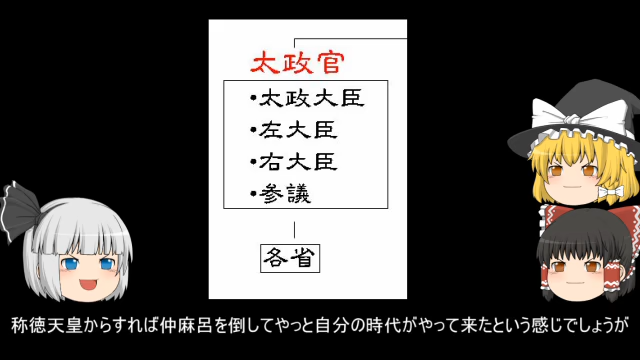 太政官
・太政大臣
・左大臣
・右大臣
・参議
各省
称徳天皇からすれば仲麻呂を倒してやっと自分の時代がやって来たという感じでしょうが